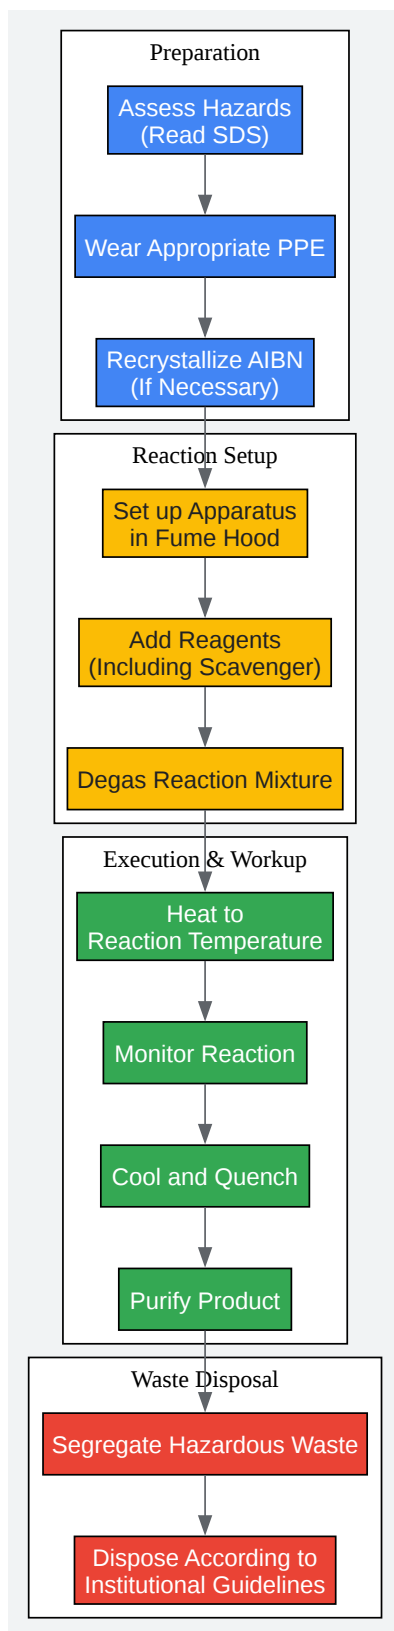 Preparation
Assess Hazards
(Read SDS)
Wear Appropriate PPE
Recrystallize AIBN
(If Necessary)
Reaction Setup
Set up Apparatus
in Fume Hood
Add Reagents
(Including Scavenger)
Degas Reaction Mixture
Execution & Workup
Heat to
Reaction Temperature
Monitor Reaction
Cool and Quench
Purify Product
Waste Disposal
Segregate Hazardous Waste
Dispose According to
Institutional Guidelines